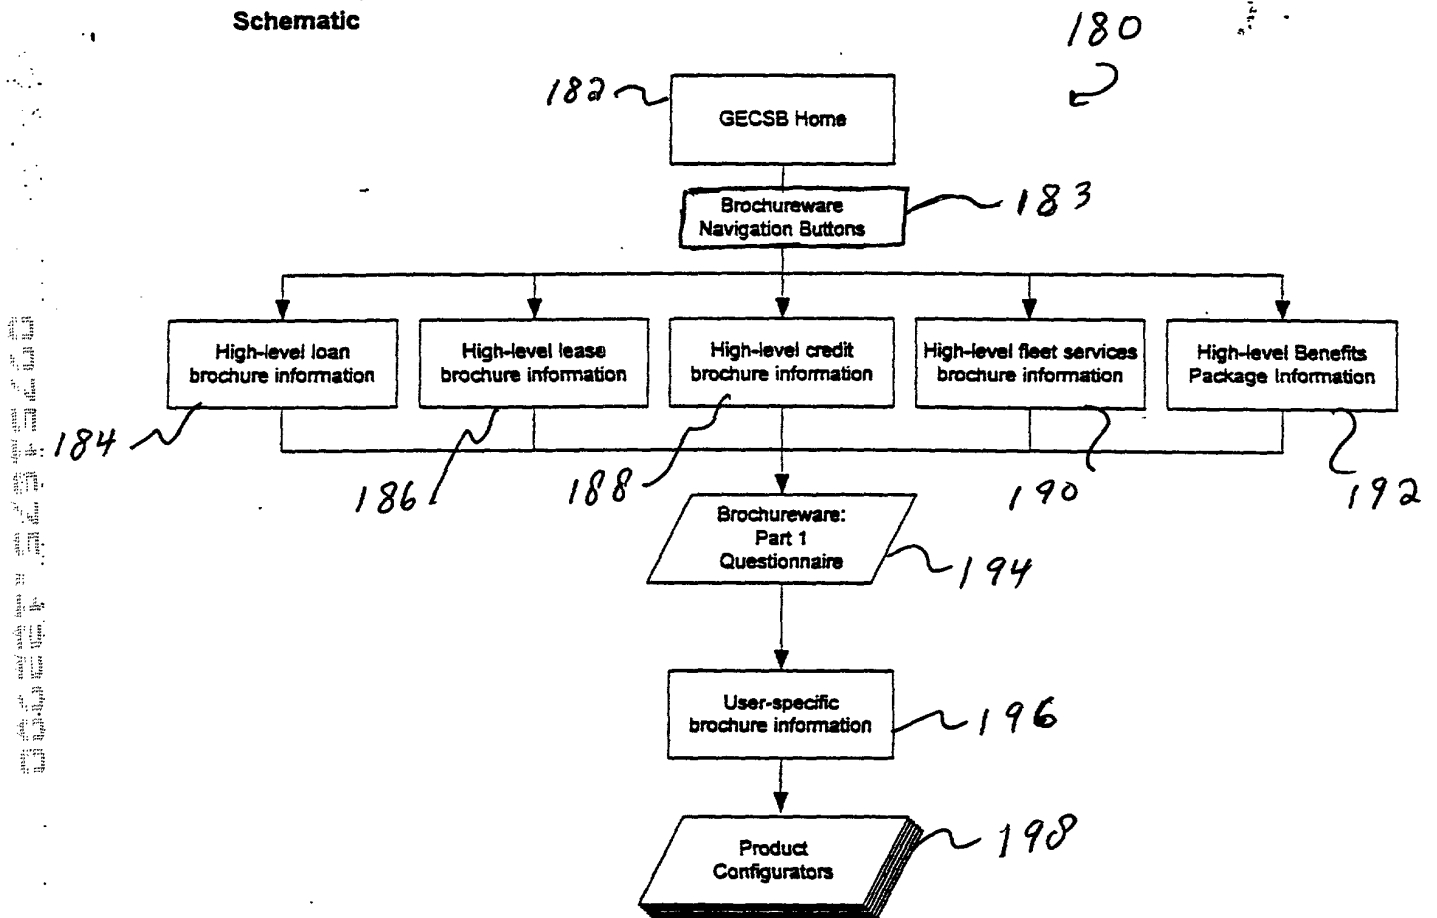 Schematic
180
182
GECSB Home
Brochureware
Navigation Buttons
183
High-level loan
brochure information
High-level lease
brochure information
High-level credit
brochure information
High-level fleet services
brochure information
High-level Benefits
Package Information
184
186
188
190
192
Brochureware:
Part 1
Questionnaire
194
User-specific
brochure information
196
Product
Configurators
198